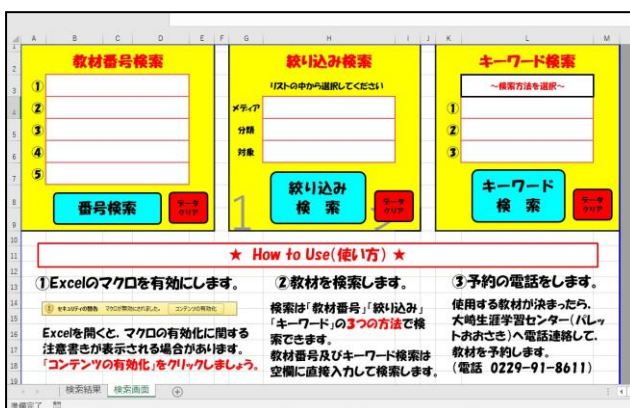 A B C D E F G H I J K L M
教材番号検索
①
②
③
④
⑤
番号検索
データ
クリア
絞り込み検索
リストの中から選択してください
メディア
分類
対象
絞り込み
検索
データ
クリア
キーワード検索
～検索方法を選択～
①
②
③
キーワード
検索
データ
クリア
★ How to Use(使い方) ★
①Excelのマクロを有効にします。
セキュリティの警告 マクロが無効にされました。 コンテンツの有効化
Excelを開くと、マクロの有効化に関する
注意書きが表示される場合があります。
「コンテンツの有効化」をクリックしましょう。
②教材を検索します。
検索は「教材番号」「絞り込み」
「キーワード」の3つの方法で検
索できます。
教材番号及びキーワード検索は
空欄に直接入力して検索します。
③予約の電話をします。
使用する教材が決まったら、
大崎生涯学習センター(パレッ
トおおさき)へ電話連絡して、
教材を予約します。
(電話 0229-91-8611)
検索結果 検索画面
準備完了